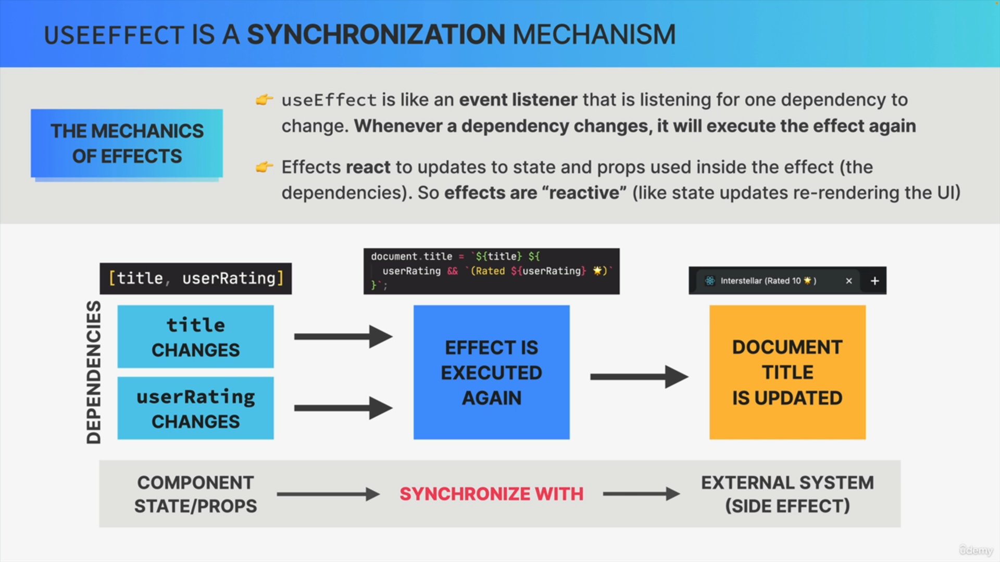 USEEFFECT IS A SYNCHRONIZATION MECHANISM
THE MECHANICS
OF EFFECTS
👉 useEffect is like an event listener that is listening for one dependency to
change. Whenever a dependency changes, it will execute the effect again
👉 Effects react to updates to state and props used inside the effect (the
dependencies). So effects are “reactive” (like state updates re-rendering the UI)
[title, userRating]
document.title = `${title} ${
userRating && `(Rated ${userRating} 🌟)`
}`;
Interstellar (Rated 10 🌟 ) × +
DEPENDENCIES
title
CHANGES
userRating
CHANGES
EFFECT IS
EXECUTED
AGAIN
DOCUMENT
TITLE
IS UPDATED
COMPONENT
STATE/PROPS
SYNCHRONIZE WITH
EXTERNAL SYSTEM
(SIDE EFFECT)
ûdemy